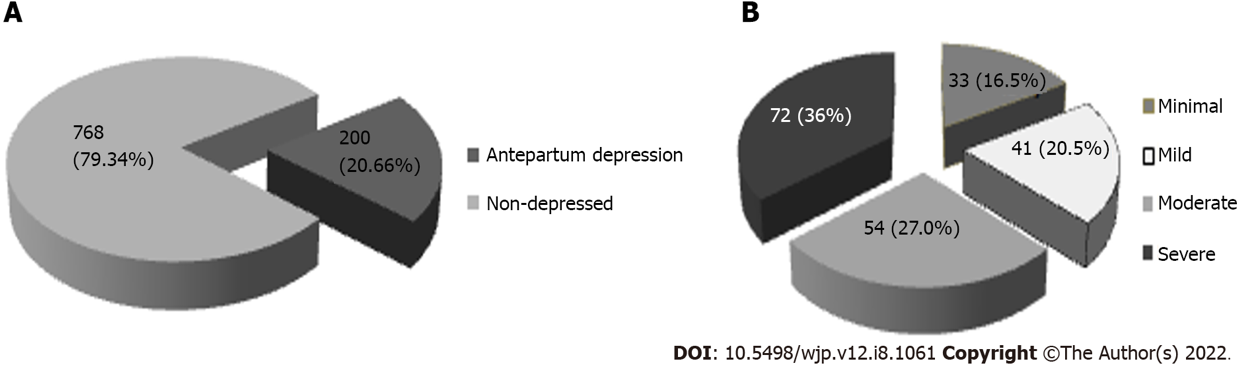 A
768
(79.34%)
200
(20.66%)
Antepartum depression
Non-depressed
B
33 (16.5%)
41 (20.5%)
54 (27.0%)
72 (36%)
Minimal
Mild
Moderate
Severe
DOI: 10.5498/wjp.v12.i8.1061 Copyright ©The Author(s) 2022.